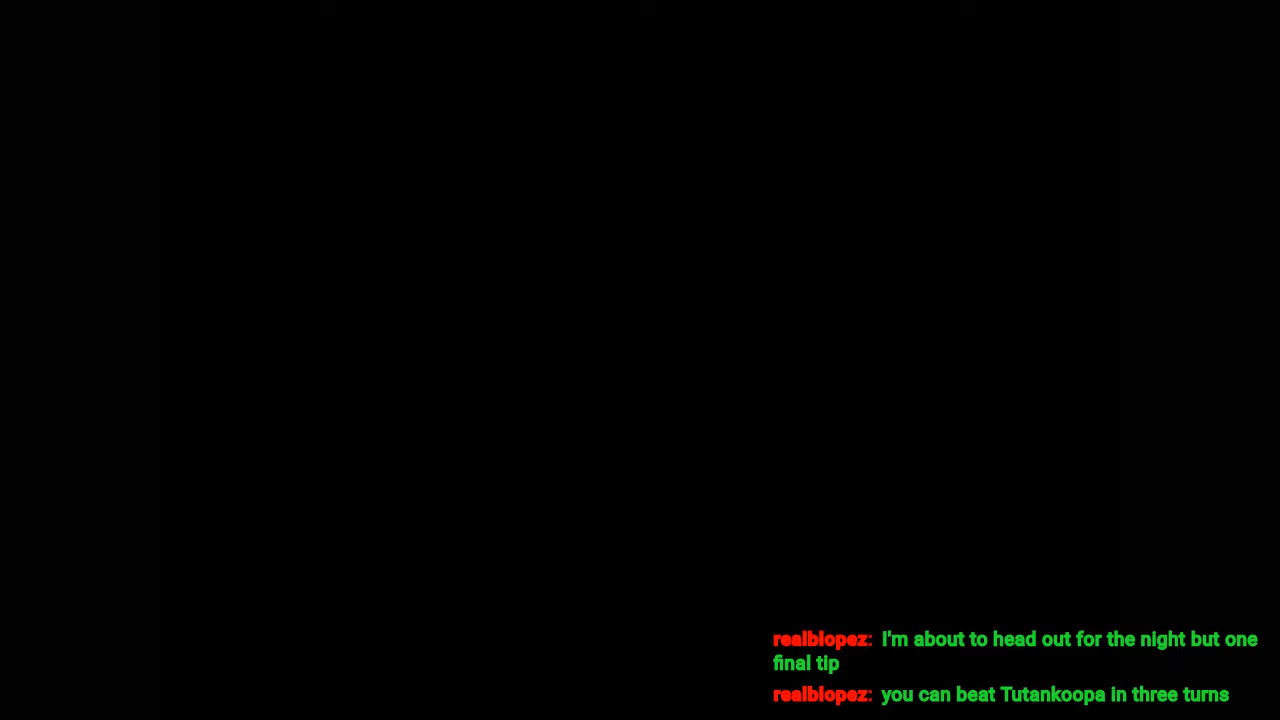 realblopez: I'm about to head out for the night but one
final tip
realblopez: you can beat Tutankoopa in three turns